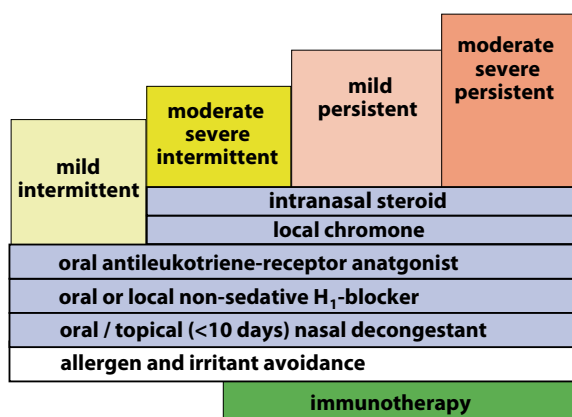 moderate
severe
persistent
mild
persistent
moderate
severe
intermittent
mild
intermittent
intranasal steroid
local chromone
oral antileukotriene-receptor anatgonist
oral or local non-sedative H₁-blocker
oral / topical (<10 days) nasal decongestant
allergen and irritant avoidance
immunotherapy